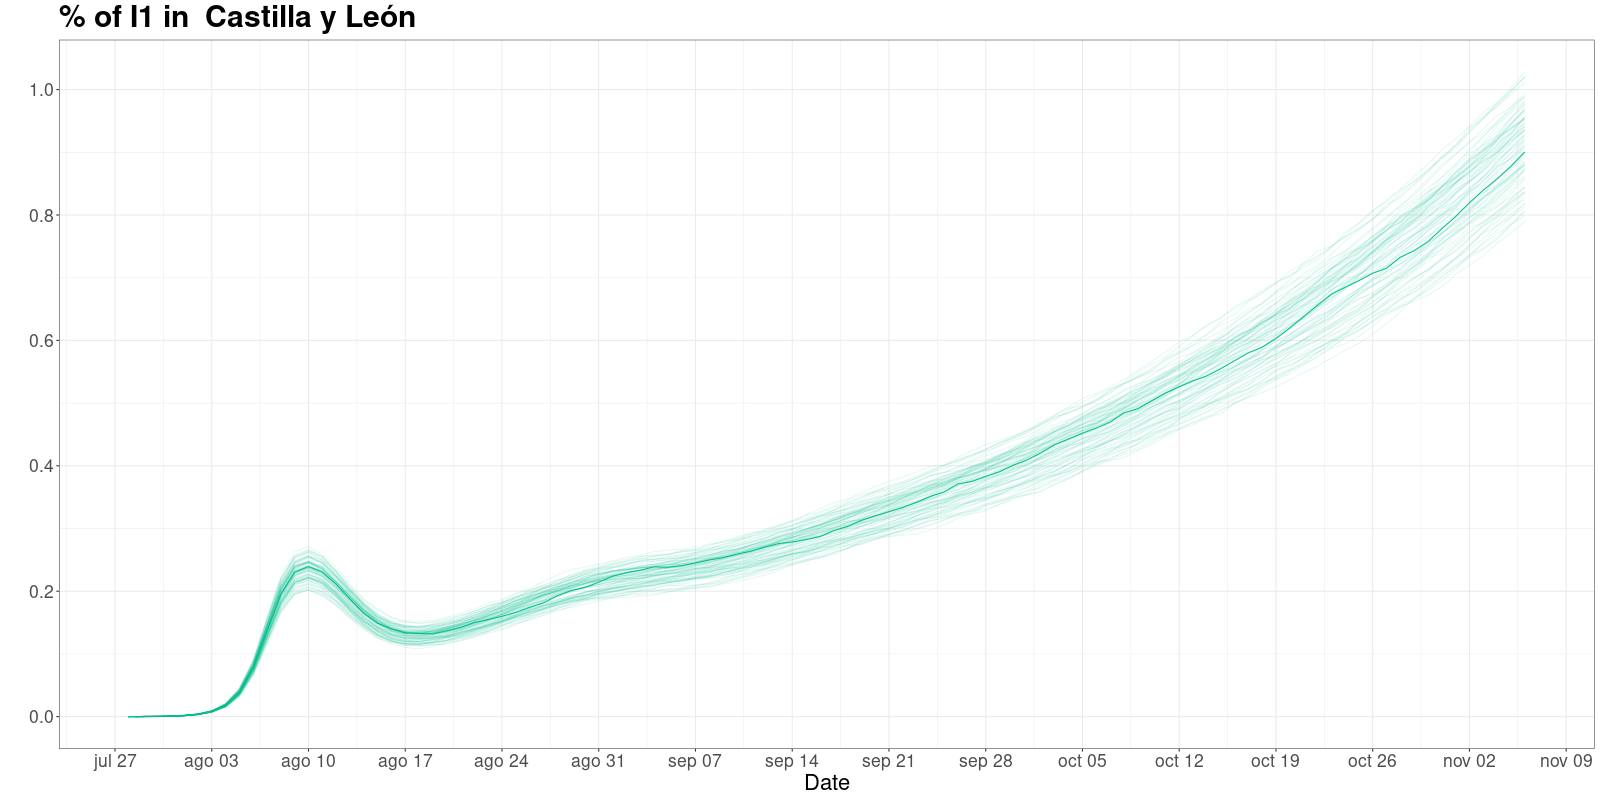 % of I1 in  Castilla y León
1.0
0.8
0.6
0.4
0.2
0.0
jul 27 ago 03 ago 10 ago 17 ago 24 ago 31 sep 07 sep 14 sep 21 sep 28 oct 05 oct 12 oct 19 oct 26 nov 02 nov 09
Date